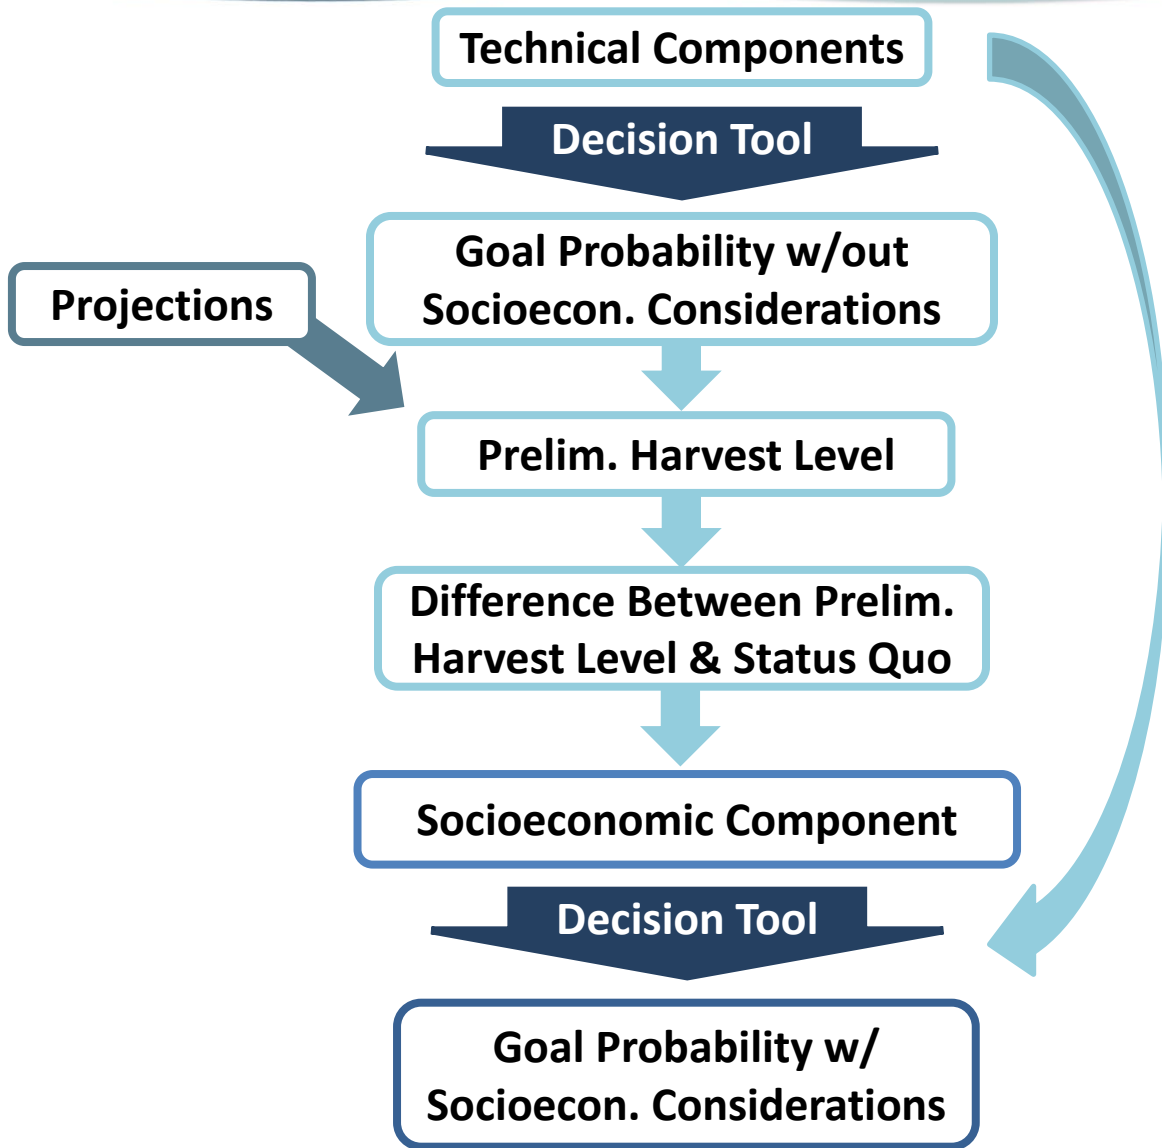 Technical Components
Decision Tool
Goal Probability w/out
Socioecon. Considerations
Projections
Prelim. Harvest Level
Difference Between Prelim.
Harvest Level & Status Quo
Socioeconomic Component
Decision Tool
Goal Probability w/
Socioecon. Considerations